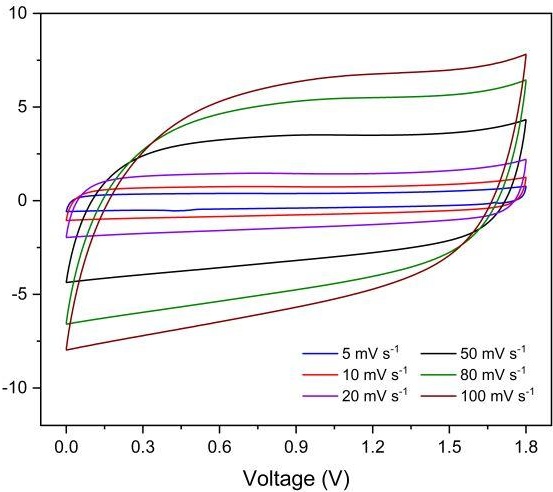 10
5
0
-5
-10
5 mV s⁻¹ 50 mV s⁻¹
10 mV s⁻¹ 80 mV s⁻¹
20 mV s⁻¹ 100 mV s⁻¹
0.0 0.3 0.6 0.9 1.2 1.5 1.8
Voltage (V)